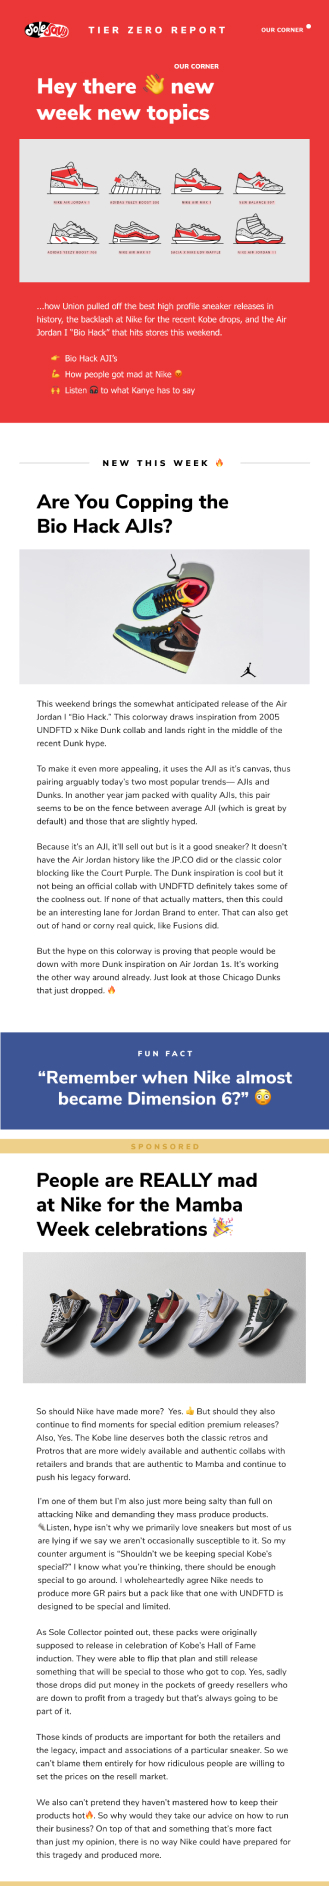 Sole Savy TIER ZERO REPORT OUR CORNER
OUR CORNER
Hey there 👋 new
week new topics
NIKE AIR JORDAN 1 ADIDAS YEEZY BOOST 350 NIKE AIR MAX 1
NIKE AIR MAX 97 NIKE AIR JORDAN 11
...how Union pulled off the best high profile sneaker releases in
history, the backlash at Nike for the recent Kobe drops, and the Air
Jordan I “Bio Hack” that hits stores this weekend.
👉 Bio Hack AJI's
💪 How people got mad at Nike 😡
🙌 Listen 🎧 to what Kanye has to say
NEW THIS WEEK 🔥
Are You Copping the
Bio Hack AJIs?
This weekend brings the somewhat anticipated release of the Air
Jordan I “Bio Hack.” This colorway draws inspiration from 2005
UNDFTD x Nike Dunk collab and lands right in the middle of the
recent Dunk hype.
To make it even more appealing, it uses the AJI as it's canvas, thus
pairing arguably today's two most popular trends— AJIs and
Dunks. In another year jam packed with quality AJIs, this pair
seems to be on the fence between average AJI (which is great by
default) and those that are slightly hyped.
Because it's an AJI, it'll sell out but is it a good sneaker? It doesn't
have the Air Jordan history like the JP.CO did or the classic color
blocking like the Court Purple. The Dunk inspiration is cool but it
not being an official collab with UNDFTD definitely takes some of
the coolness out. If none of that actually matters, then this could
be an interesting lane for Jordan Brand to enter. That can also get
out of hand or corny real quick, like Fusions did.
But the hype on this colorway is proving that people would be
down with more Dunk inspiration on Air Jordan 1s. It's working
the other way around already. Just look at those Chicago Dunks
that just dropped. 🔥
FUN FACT
“Remember when Nike almost
became Dimension 6?” 😳
SPONSORED
People are REALLY mad
at Nike for the Mamba
Week celebrations 🎉
So should Nike have made more? Yes. 👍 But should they also
continue to find moments for special edition premium releases?
Also, Yes. The Kobe line deserves both the classic retros and
Protros that are more widely available and authentic collabs with
retailers and brands that are authentic to Mamba and continue to
push his legacy forward.
I'm one of them but I'm also just more being salty than full on
attacking Nike and demanding they mass produce products.
Listen, hype isn't why we primarily love sneakers but most of us
are lying if we say we aren't occasionally susceptible to it. So my
counter argument is “Shouldn't we be keeping special Kobe's
special?” I know what you're thinking, there should be enough
special to go around. I wholeheartedly agree Nike needs to
produce more GR pairs but a pack like that one with UNDFTD is
designed to be special and limited.
As Sole Collector pointed out, these packs were originally
supposed to release in celebration of Kobe's Hall of Fame
induction. They were able to flip that plan and still release
something that will be special to those who got to cop. Yes, sadly
those drops did put money in the pockets of greedy resellers who
are down to profit from a tragedy but that's always going to be
part of it.
Those kinds of products are important for both the retailers and
the legacy, impact and associations of a particular sneaker. So we
can't blame them entirely for how ridiculous people are willing to
set the prices on the resell market.
We also can't pretend they haven't mastered how to keep their
products hot🔥. So why would they take our advice on how to run
their business? On top of that and something that's more fact
than just my opinion, there is no way Nike could have prepared for
this tragedy and produced more.